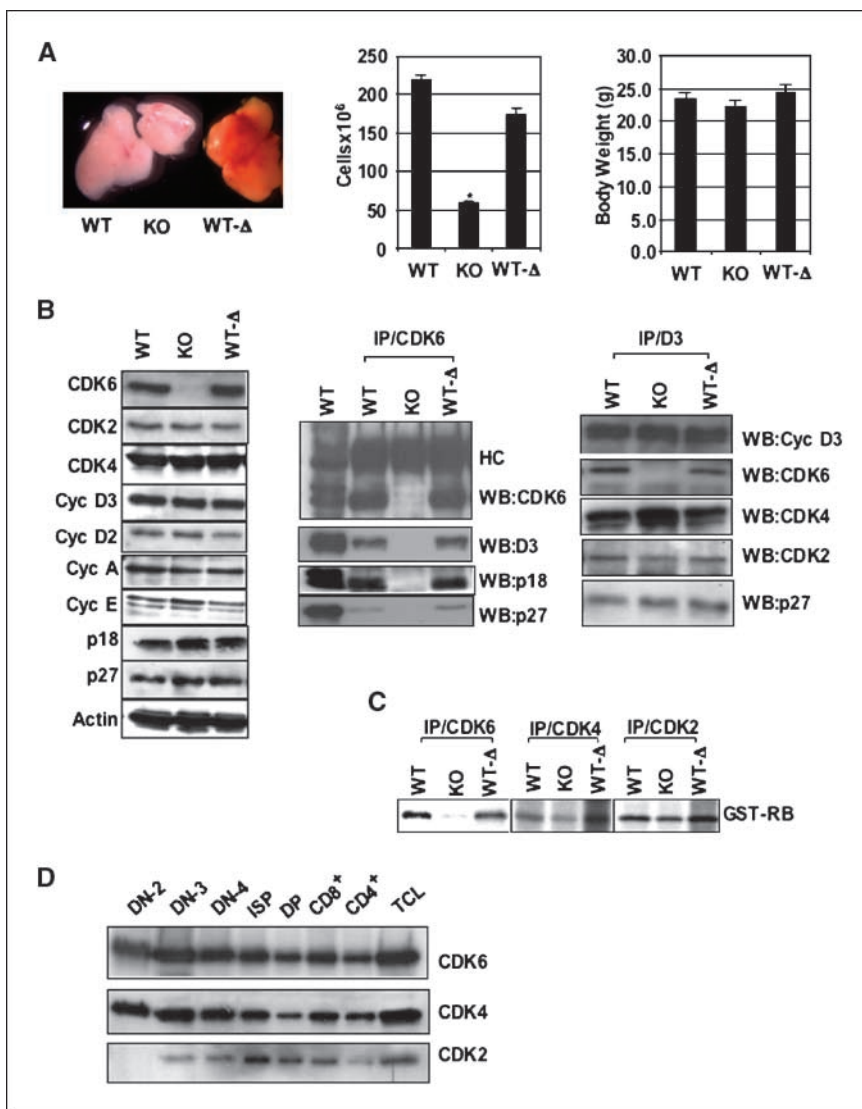 A
WT KO WT-Δ
Cellsx10⁶
250
200
150
100
50
0
*
WT KO WT-Δ
Body Weight (g)
35.0
30.0
25.0
20.0
15.0
10.0
5.0
0.0
WT KO WT-Δ
B
WT KO WT-Δ
CDK6
CDK2
CDK4
Cyc D3
Cyc D2
Cyc A
Cyc E
p18
p27
Actin
IP/CDK6
WT WT KO WT-Δ
HC
WB:CDK6
WB:D3
WB:p18
WB:p27
IP/D3
WT KO WT-Δ
WB:Cyc D3
WB:CDK6
WB:CDK4
WB:CDK2
WB:p27
C
IP/CDK6 IP/CDK4 IP/CDK2
WT KO WT-Δ WT KO WT-Δ WT KO WT-Δ
GST-RB
D
DN-2 DN-3 DN-4 ISP DP CD8⁺ CD4⁺ TCL
CDK6
CDK4
CDK2